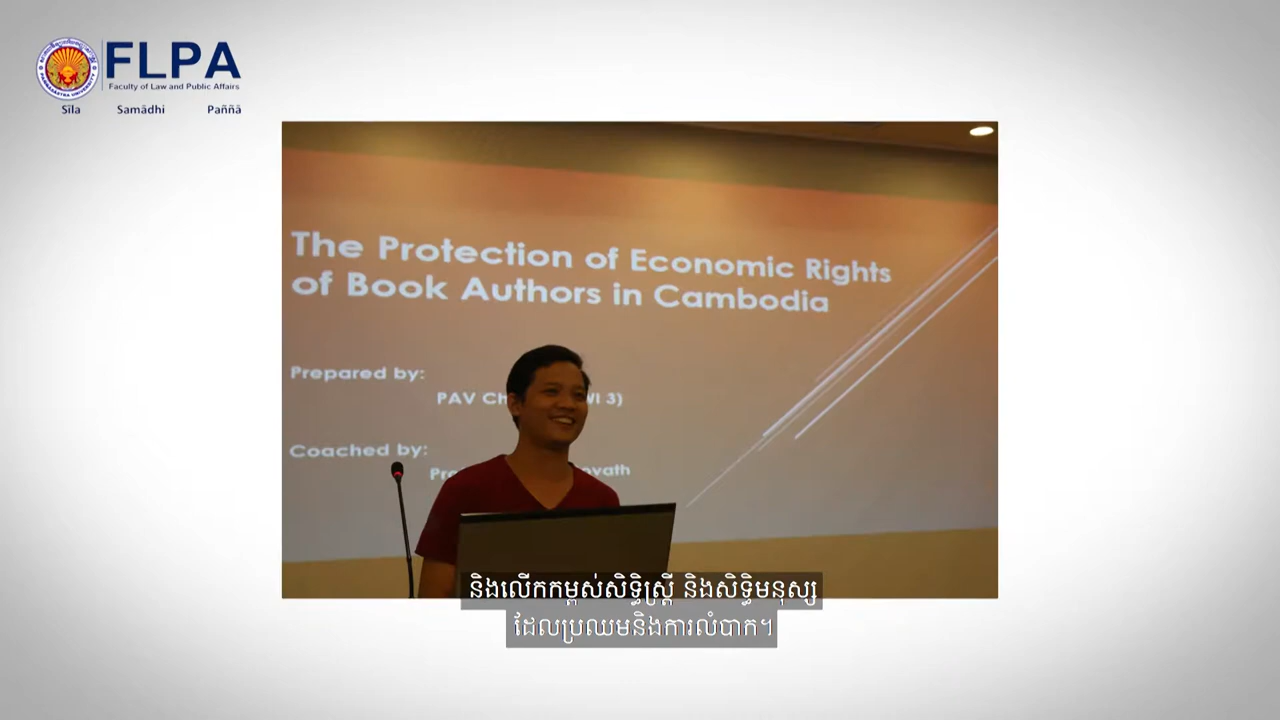 FLPA
Faculty of Law and Public Affairs
Sīla Samādhi Paññā
The Protection of Economic Rights
of Book Authors in Cambodia
Prepared by:
PAV 3)
Coached by:
និងលើកកម្ពស់សិទ្ធិស្ត្រី និងសិទ្ធិមនុស្ស
ដែលប្រឈមនិងការលំបាក។